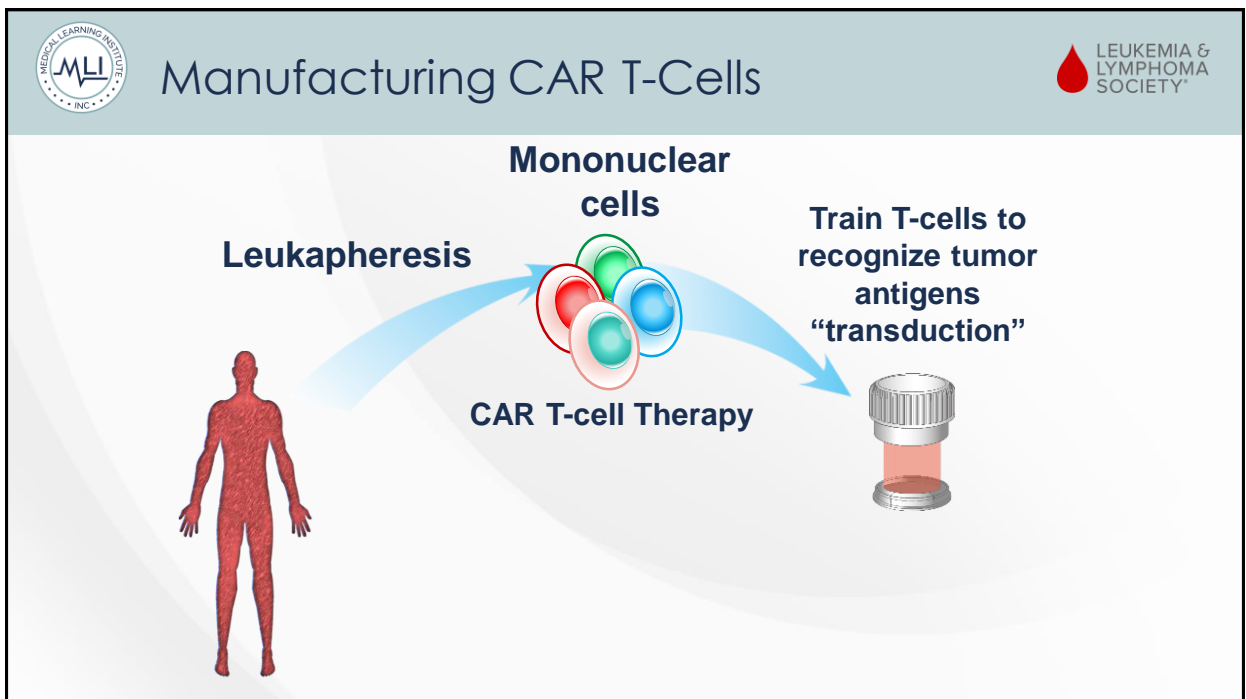 MEDICAL LEARNING INSTITUTE
MLI
INC
Manufacturing CAR T-Cells
LEUKEMIA &
LYMPHOMA
SOCIETY®
Mononuclear
cells
Leukapheresis
Train T-cells to
recognize tumor
antigens
“transduction”
CAR T-cell Therapy